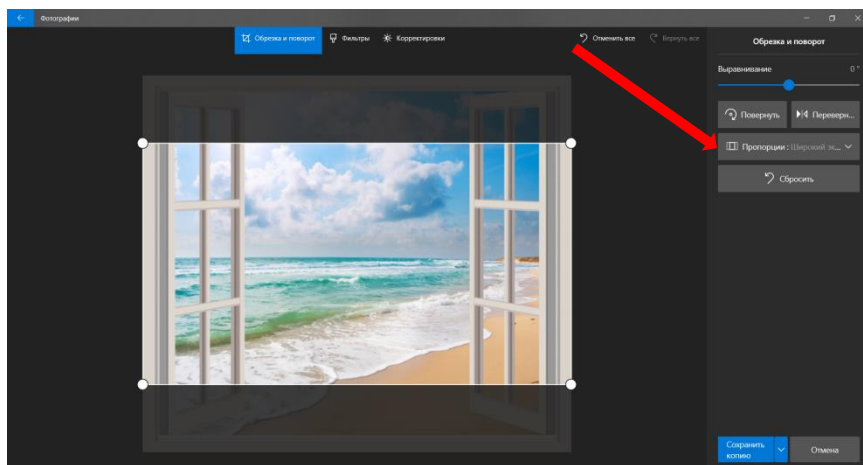 Фотографии
Обрезка и поворот
Фильтры
Корректировки
Отменить все
Вернуть все
Обрезка и поворот
Выравнивание 0 °
Повернуть
Переверн...
Пропорции : Широкий эк...
Сбросить
Сохранить
копию
Отмена